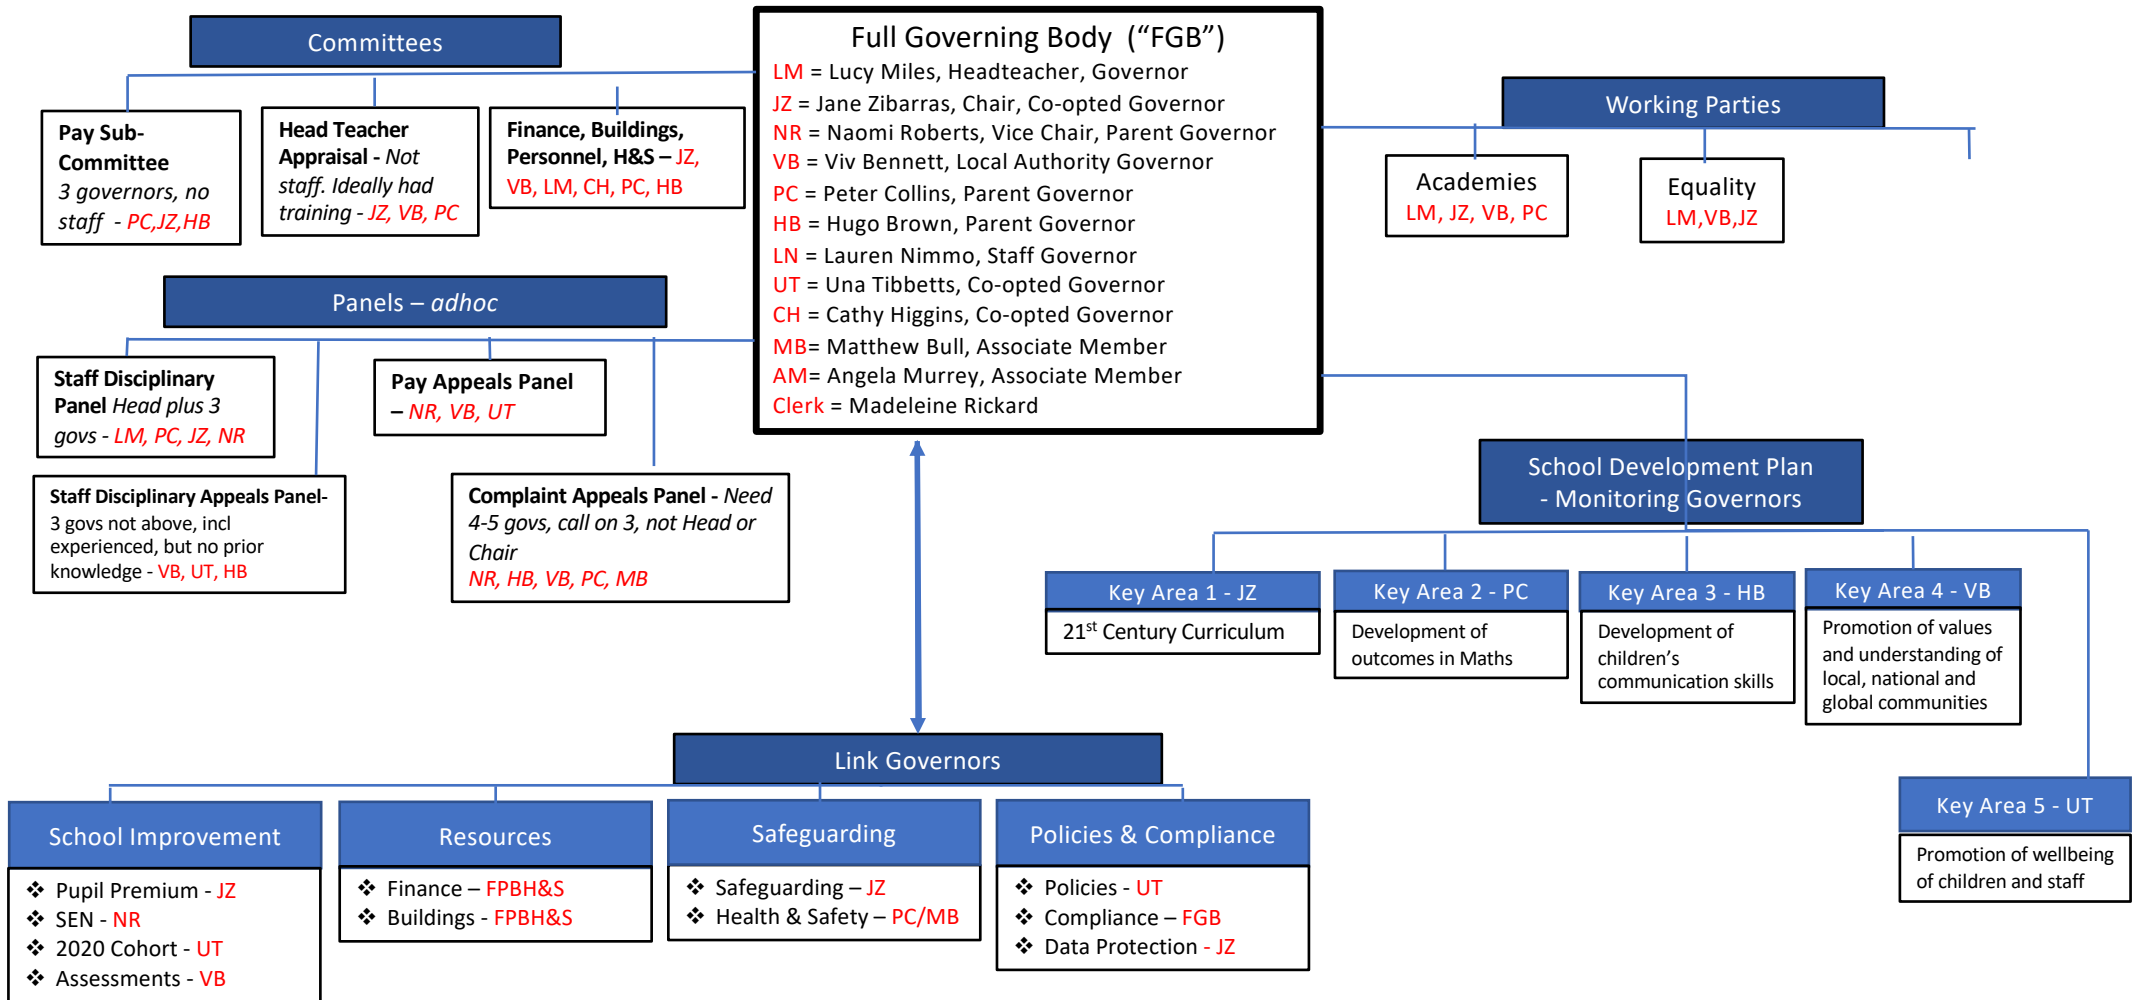 Committees
Pay Sub-
Committee
3 governors, no
staff - PC,JZ,HB
Head Teacher
Appraisal - Not
staff. Ideally had
training - JZ, VB, PC
Finance, Buildings,
Personnel, H&S – JZ,
VB, LM, CH, PC, HB
Panels – adhoc
Staff Disciplinary
Panel Head plus 3
govs - LM, PC, JZ, NR
Pay Appeals Panel
– NR, VB, UT
Staff Disciplinary Appeals Panel-
3 govs not above, incl
experienced, but no prior
knowledge - VB, UT, HB
Complaint Appeals Panel - Need
4-5 govs, call on 3, not Head or
Chair
NR, HB, VB, PC, MB
Full Governing Body (“FGB”)
LM = Lucy Miles, Headteacher, Governor
JZ = Jane Zibarras, Chair, Co-opted Governor
NR = Naomi Roberts, Vice Chair, Parent Governor
VB = Viv Bennett, Local Authority Governor
PC = Peter Collins, Parent Governor
HB = Hugo Brown, Parent Governor
LN = Lauren Nimmo, Staff Governor
UT = Una Tibbetts, Co-opted Governor
CH = Cathy Higgins, Co-opted Governor
MB= Matthew Bull, Associate Member
AM= Angela Murrey, Associate Member
Clerk = Madeleine Rickard
Working Parties
Academies
LM, JZ, VB, PC
Equality
LM,VB,JZ
School Development Plan
- Monitoring Governors
Key Area 1 - JZ
21st Century Curriculum
Key Area 2 - PC
Development of
outcomes in Maths
Key Area 3 - HB
Development of
children’s
communication skills
Key Area 4 - VB
Promotion of values
and understanding of
local, national and
global communities
Key Area 5 - UT
Promotion of wellbeing
of children and staff
Link Governors
School Improvement
❖ Pupil Premium - JZ
❖ SEN - NR
❖ 2020 Cohort - UT
❖ Assessments - VB
Resources
❖ Finance – FPBH&S
❖ Buildings - FPBH&S
Safeguarding
❖ Safeguarding – JZ
❖ Health & Safety – PC/MB
Policies & Compliance
❖ Policies - UT
❖ Compliance – FGB
❖ Data Protection - JZ